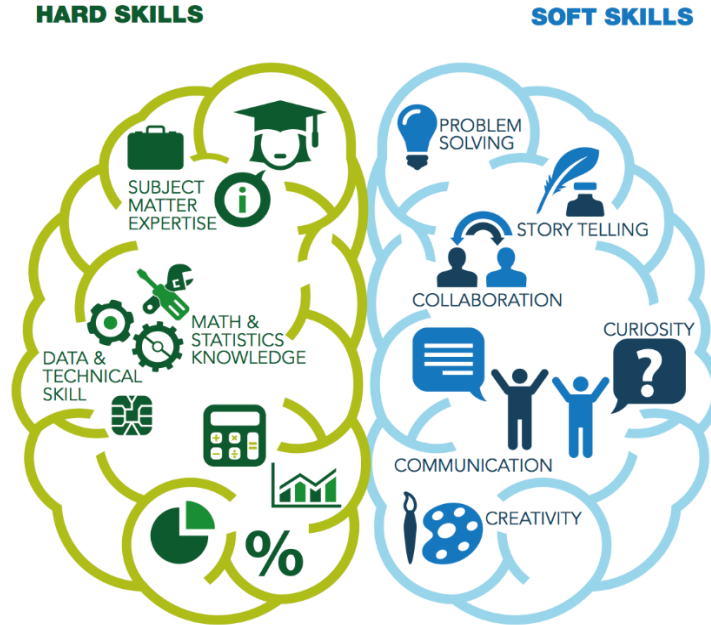 HARD SKILLS
SUBJECT
MATTER
EXPERTISE
i
MATH &
STATISTICS
KNOWLEDGE
DATA &
TECHNICAL
SKILL
+ ×
- ÷ =
%
SOFT SKILLS
PROBLEM
SOLVING
STORY TELLING
COLLABORATION
CURIOSITY
?
COMMUNICATION
CREATIVITY